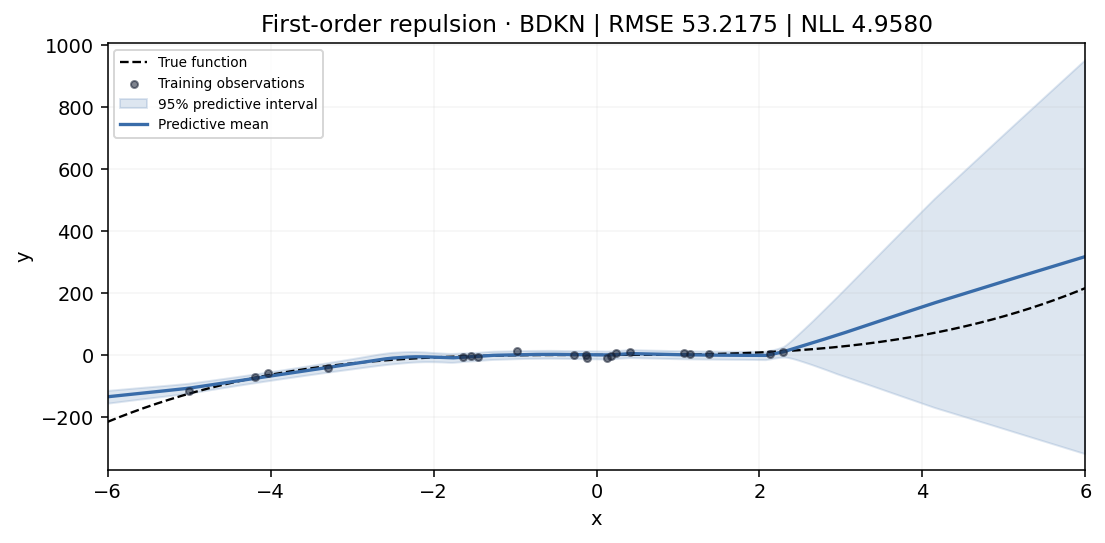 First-order repulsion · BDKN | RMSE 53.2175 | NLL 4.9580
True function
Training observations
95% predictive interval
Predictive mean
1000
800
600
400
200
0
−200
y
−6
−4
−2
0
2
4
6
x